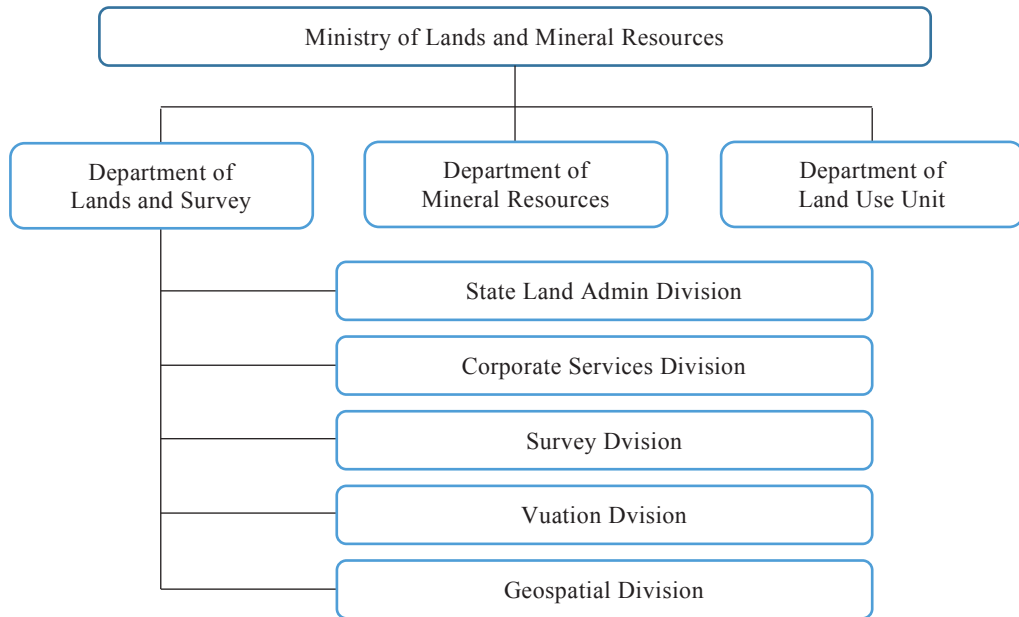 Ministry of Lands and Mineral Resources
Department of
Lands and Survey
Department of
Mineral Resources
Department of
Land Use Unit
State Land Admin Division
Corporate Services Division
Survey Dvision
Vuation Dvision
Geospatial Division